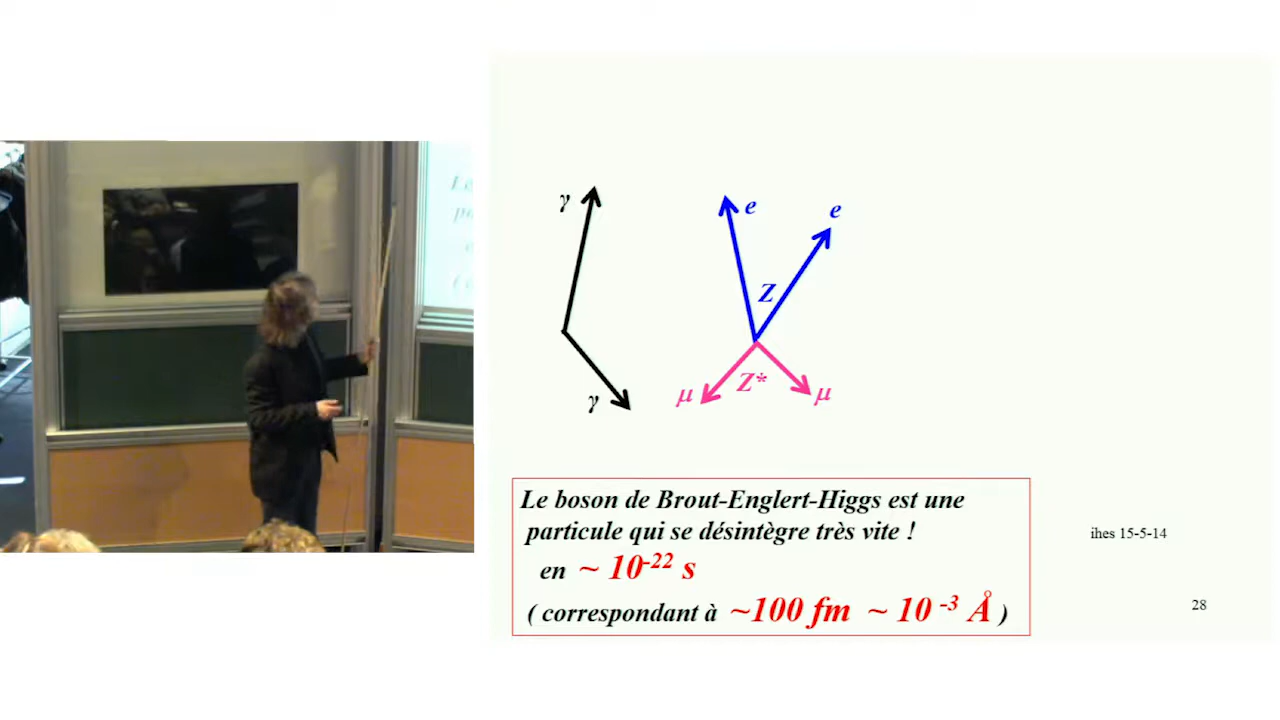 γ
e
e
Z
Z*
γ
μ
μ
Le boson de Brout-Englert-Higgs est une
particule qui se désintègre très vite !
en ~ 10-22 s
( correspondant à ~100 fm ~ 10 -3 Å )
ihes 15-5-14
28